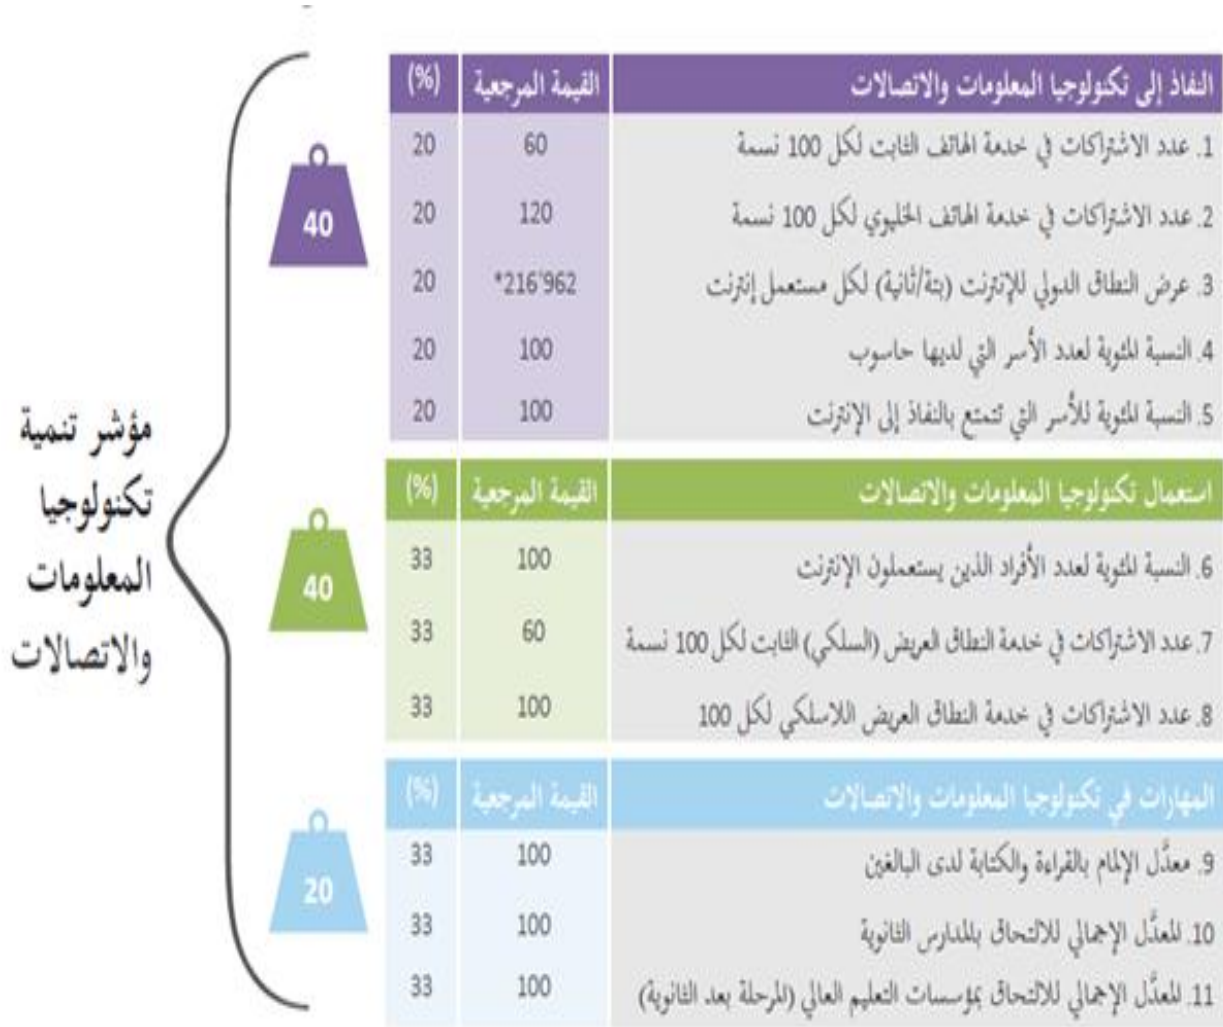 النفاذ إلى تكنولوجيا المعلومات والاتصالات القيمة المرجعية (%)
1. عدد الاشتراكات في خدمة الهاتف الثابت لكل 100 نسمة 60 20
2. عدد الاشتراكات في خدمة الهاتف الخليوي لكل 100 نسمة 120 20
3. عرض النطاق الدولي للإنترنت (بتة/ثانية) لكل مستعمل إنترنت 216'962* 20
4. النسبة المئوية لعدد الأسر التي لديها حاسوب 100 20
5. النسبة المئوية للأسر التي تتمتع بالنفاذ إلى الإنترنت 100 20
40
استعمال تكنولوجيا المعلومات والاتصالات القيمة المرجعية (%)
6. النسبة المئوية لعدد الأفراد الذين يستعملون الإنترنت 100 33
7. عدد الاشتراكات في خدمة النطاق العريض (السلكي) الثابت لكل 100 نسمة 60 33
8. عدد الاشتراكات في خدمة النطاق العريض اللاسلكي لكل 100 100 33
40
المهارات في تكنولوجيا المعلومات والاتصالات القيمة المرجعية (%)
9. معدَّل الإلمام بالقراءة والكتابة لدى البالغين 100 33
10. المعدَّل الإجمالي للالتحاق بالمدارس الثانوية 100 33
11. المعدَّل الإجمالي للالتحاق بمؤسسات التعليم العالي (المرحلة بعد الثانوية) 100 33
20
مؤشر تنمية
تكنولوجيا
المعلومات
والاتصالات